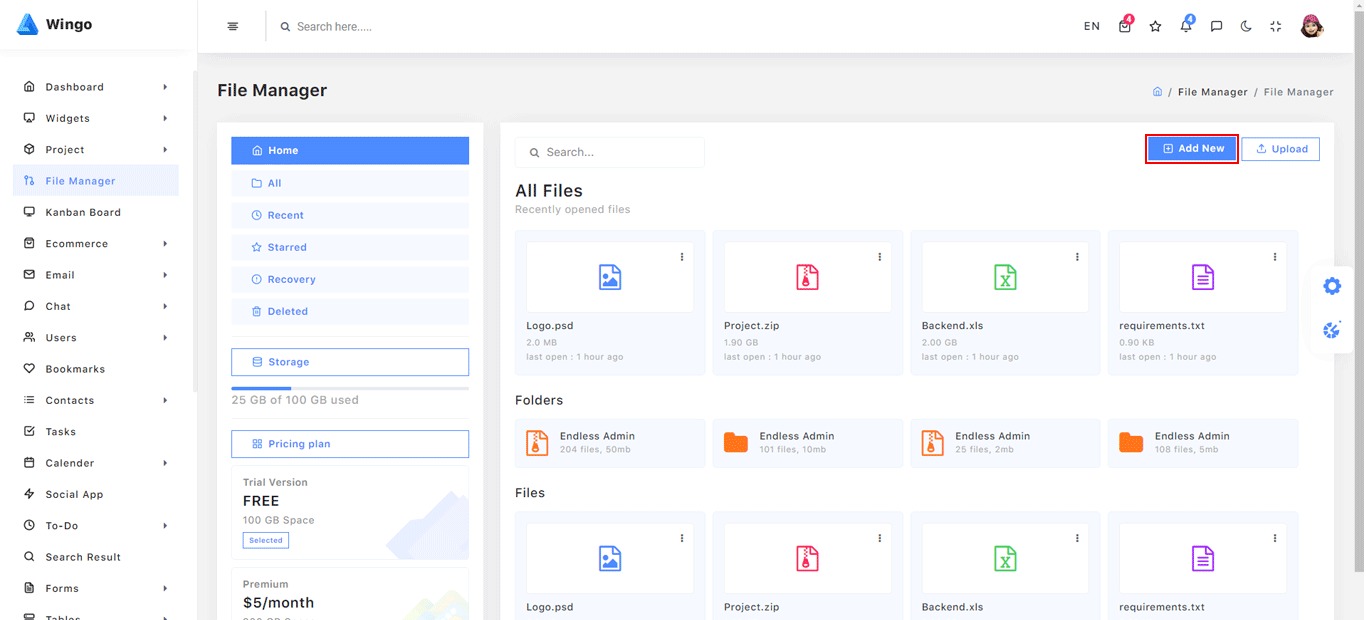 Wingo
Search here.....
EN
4
4
Dashboard
Widgets
Project
File Manager
Kanban Board
Ecommerce
Email
Chat
Users
Bookmarks
Contacts
Tasks
Calender
Social App
To-Do
Search Result
Forms
Tables
File Manager
/ File Manager / File Manager
Home
All
Recent
Starred
Recovery
Deleted
Storage
25 GB of 100 GB used
Pricing plan
Trial Version
FREE
100 GB Space
Selected
Premium
$5/month
Search...
Add New
Upload
All Files
Recently opened files
Logo.psd
2.0 MB
last open : 1 hour ago
Project.zip
1.90 GB
last open : 1 hour ago
Backend.xls
2.00 GB
last open : 1 hour ago
requirements.txt
0.90 KB
last open : 1 hour ago
Folders
Endless Admin
204 files, 50mb
Endless Admin
101 files, 10mb
Endless Admin
25 files, 2mb
Endless Admin
108 files, 5mb
Files
Logo.psd
Project.zip
Backend.xls
requirements.txt